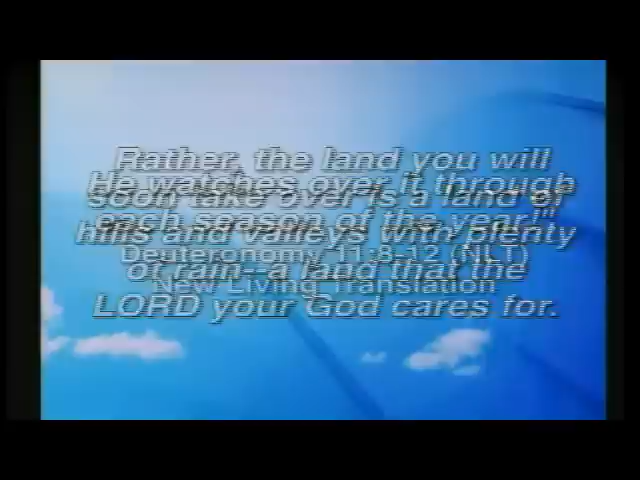 Rather, the land you will
soon take over is a land of
hills and valleys with plenty
of rain--a land that the
LORD your God cares for.
He watches over it through
each season of the year!"
Deuteronomy 11:8-12 (NLT)
New Living Translation